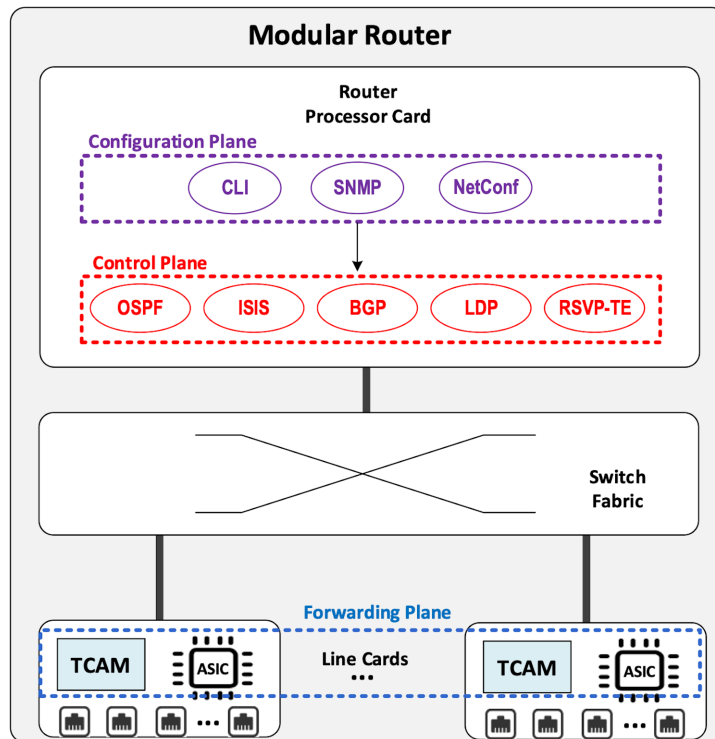 Modular Router
Router
Processor Card
Configuration Plane
CLI
SNMP
NetConf
Control Plane
OSPF
ISIS
BGP
LDP
RSVP-TE
Switch
Fabric
Forwarding Plane
TCAM
ASIC
Line Cards
...
TCAM
ASIC
...
...